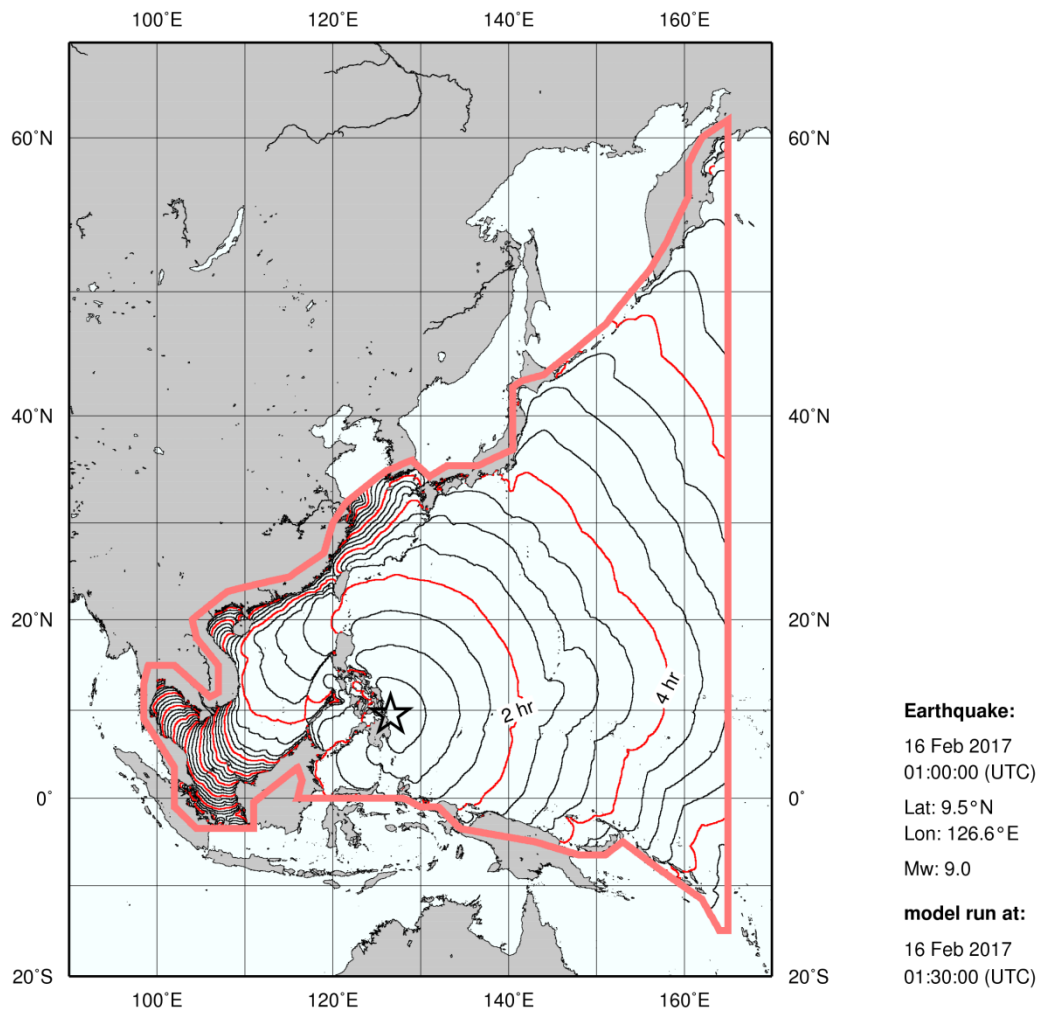 100˚E 120˚E 140˚E 160˚E
60˚N 60˚N
40˚N 40˚N
20˚N 20˚N
4 hr
2 hr
0˚ 0˚
20˚S 20˚S
100˚E 120˚E 140˚E 160˚E
Earthquake:
16 Feb 2017
01:00:00 (UTC)
Lat: 9.5°N
Lon: 126.6°E
Mw: 9.0
model run at:
16 Feb 2017
01:30:00 (UTC)